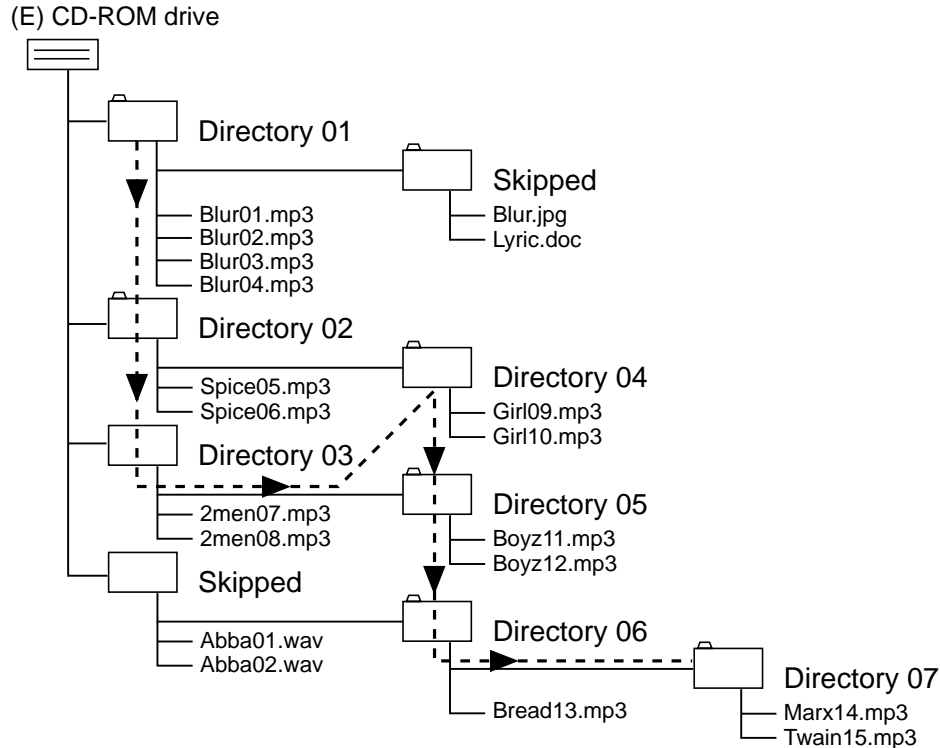 (E) CD-ROM drive
Directory 01
Skipped
Blur01.mp3
Blur02.mp3
Blur03.mp3
Blur04.mp3
Blur.jpg
Lyric.doc
Directory 02
Directory 04
Spice05.mp3
Spice06.mp3
Girl09.mp3
Girl10.mp3
Directory 03
Directory 05
2men07.mp3
2men08.mp3
Boyz11.mp3
Boyz12.mp3
Skipped
Directory 06
Abba01.wav
Abba02.wav
Directory 07
Bread13.mp3
Marx14.mp3
Twain15.mp3